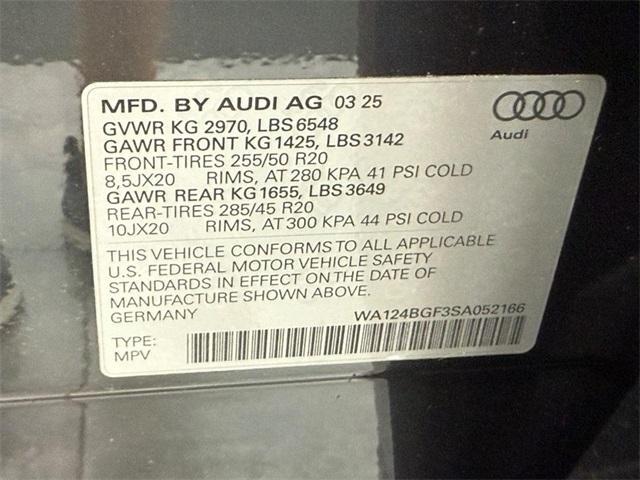 MFD. BY AUDI AG 03 25
Audi
GVWR KG 2970, LBS 6548
GAWR FRONT KG 1425, LBS 3142
FRONT-TIRES 255/50 R20
8,5JX20 RIMS, AT 280 KPA 41 PSI COLD
GAWR REAR KG 1655, LBS 3649
REAR-TIRES 285/45 R20
10JX20 RIMS, AT 300 KPA 44 PSI COLD
THIS VEHICLE CONFORMS TO ALL APPLICABLE
U.S. FEDERAL MOTOR VEHICLE SAFETY
STANDARDS IN EFFECT ON THE DATE OF
MANUFACTURE SHOWN ABOVE.
GERMANY WA124BGF3SA052166
TYPE:
MPV